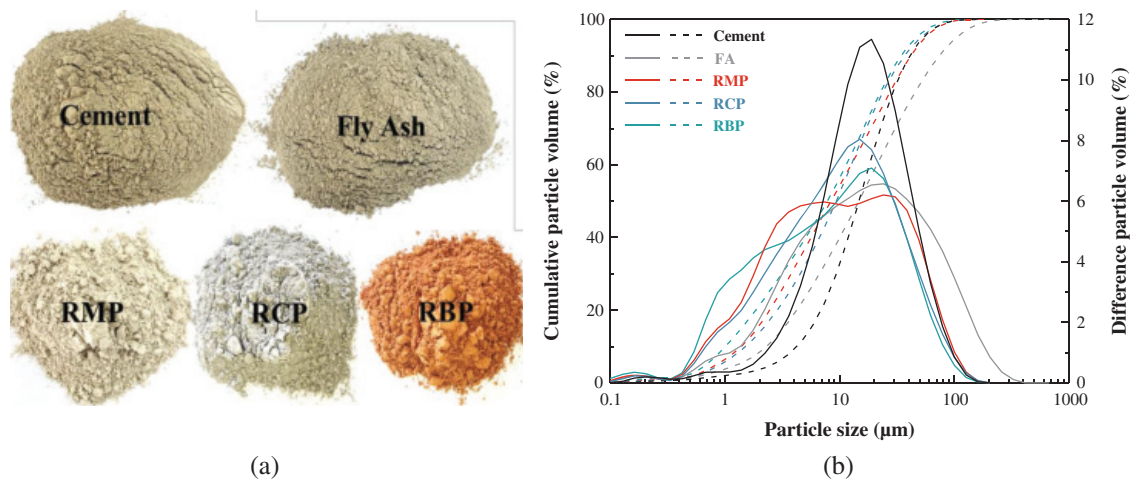 Cement
Fly Ash
RMP
RCP
RBP
(a)
100
80
60
40
20
0
Cumulative particle volume (%)
Cement
FA
RMP
RCP
RBP
12
10
8
6
4
2
0
Difference particle volume (%)
0.1 1 10 100 1000
Particle size (μm)
(b)